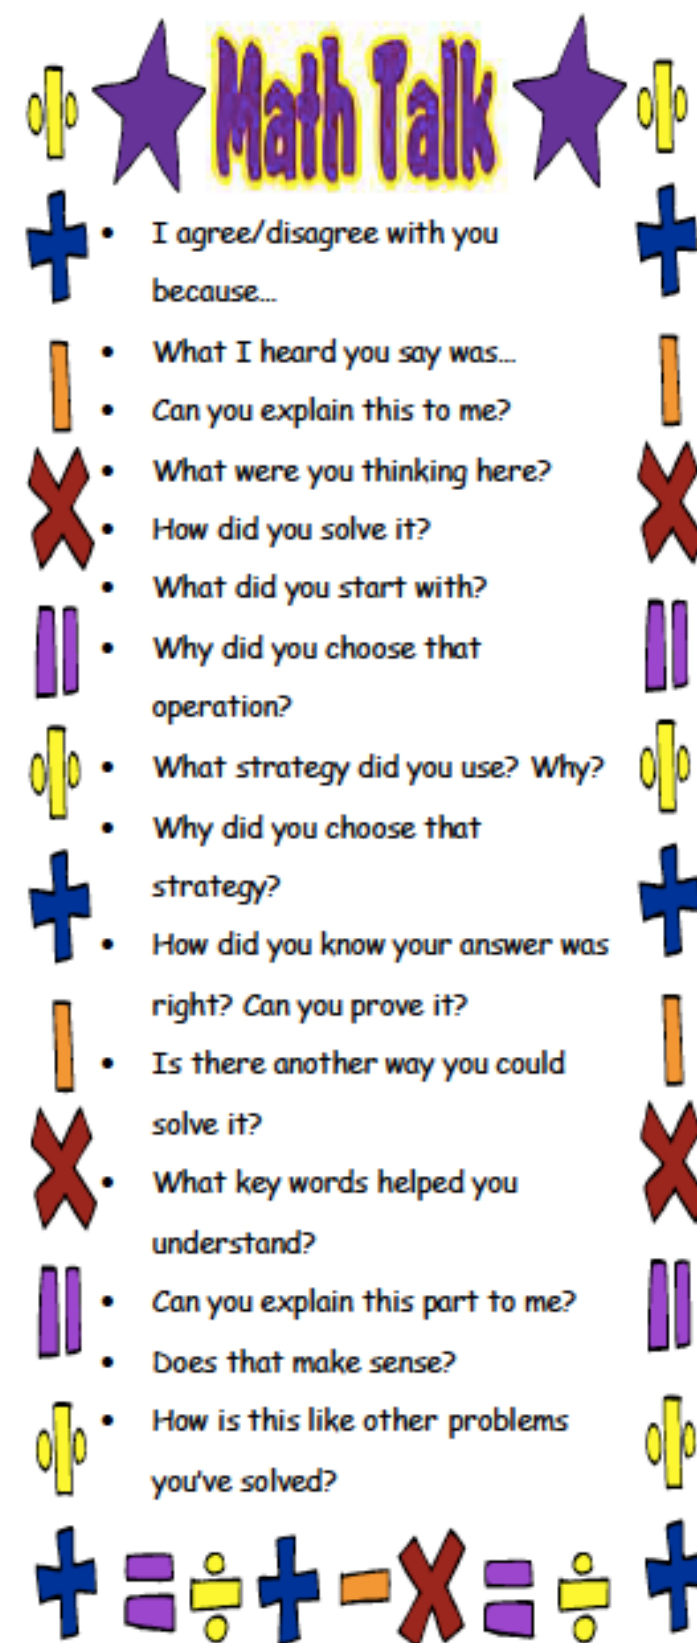 Math Talk
• I agree/disagree with you
because...
• What I heard you say was...
• Can you explain this to me?
• What were you thinking here?
• How did you solve it?
• What did you start with?
• Why did you choose that
operation?
• What strategy did you use? Why?
• Why did you choose that
strategy?
• How did you know your answer was
right? Can you prove it?
• Is there another way you could
solve it?
• What key words helped you
understand?
• Can you explain this part to me?
• Does that make sense?
• How is this like other problems
you've solved?